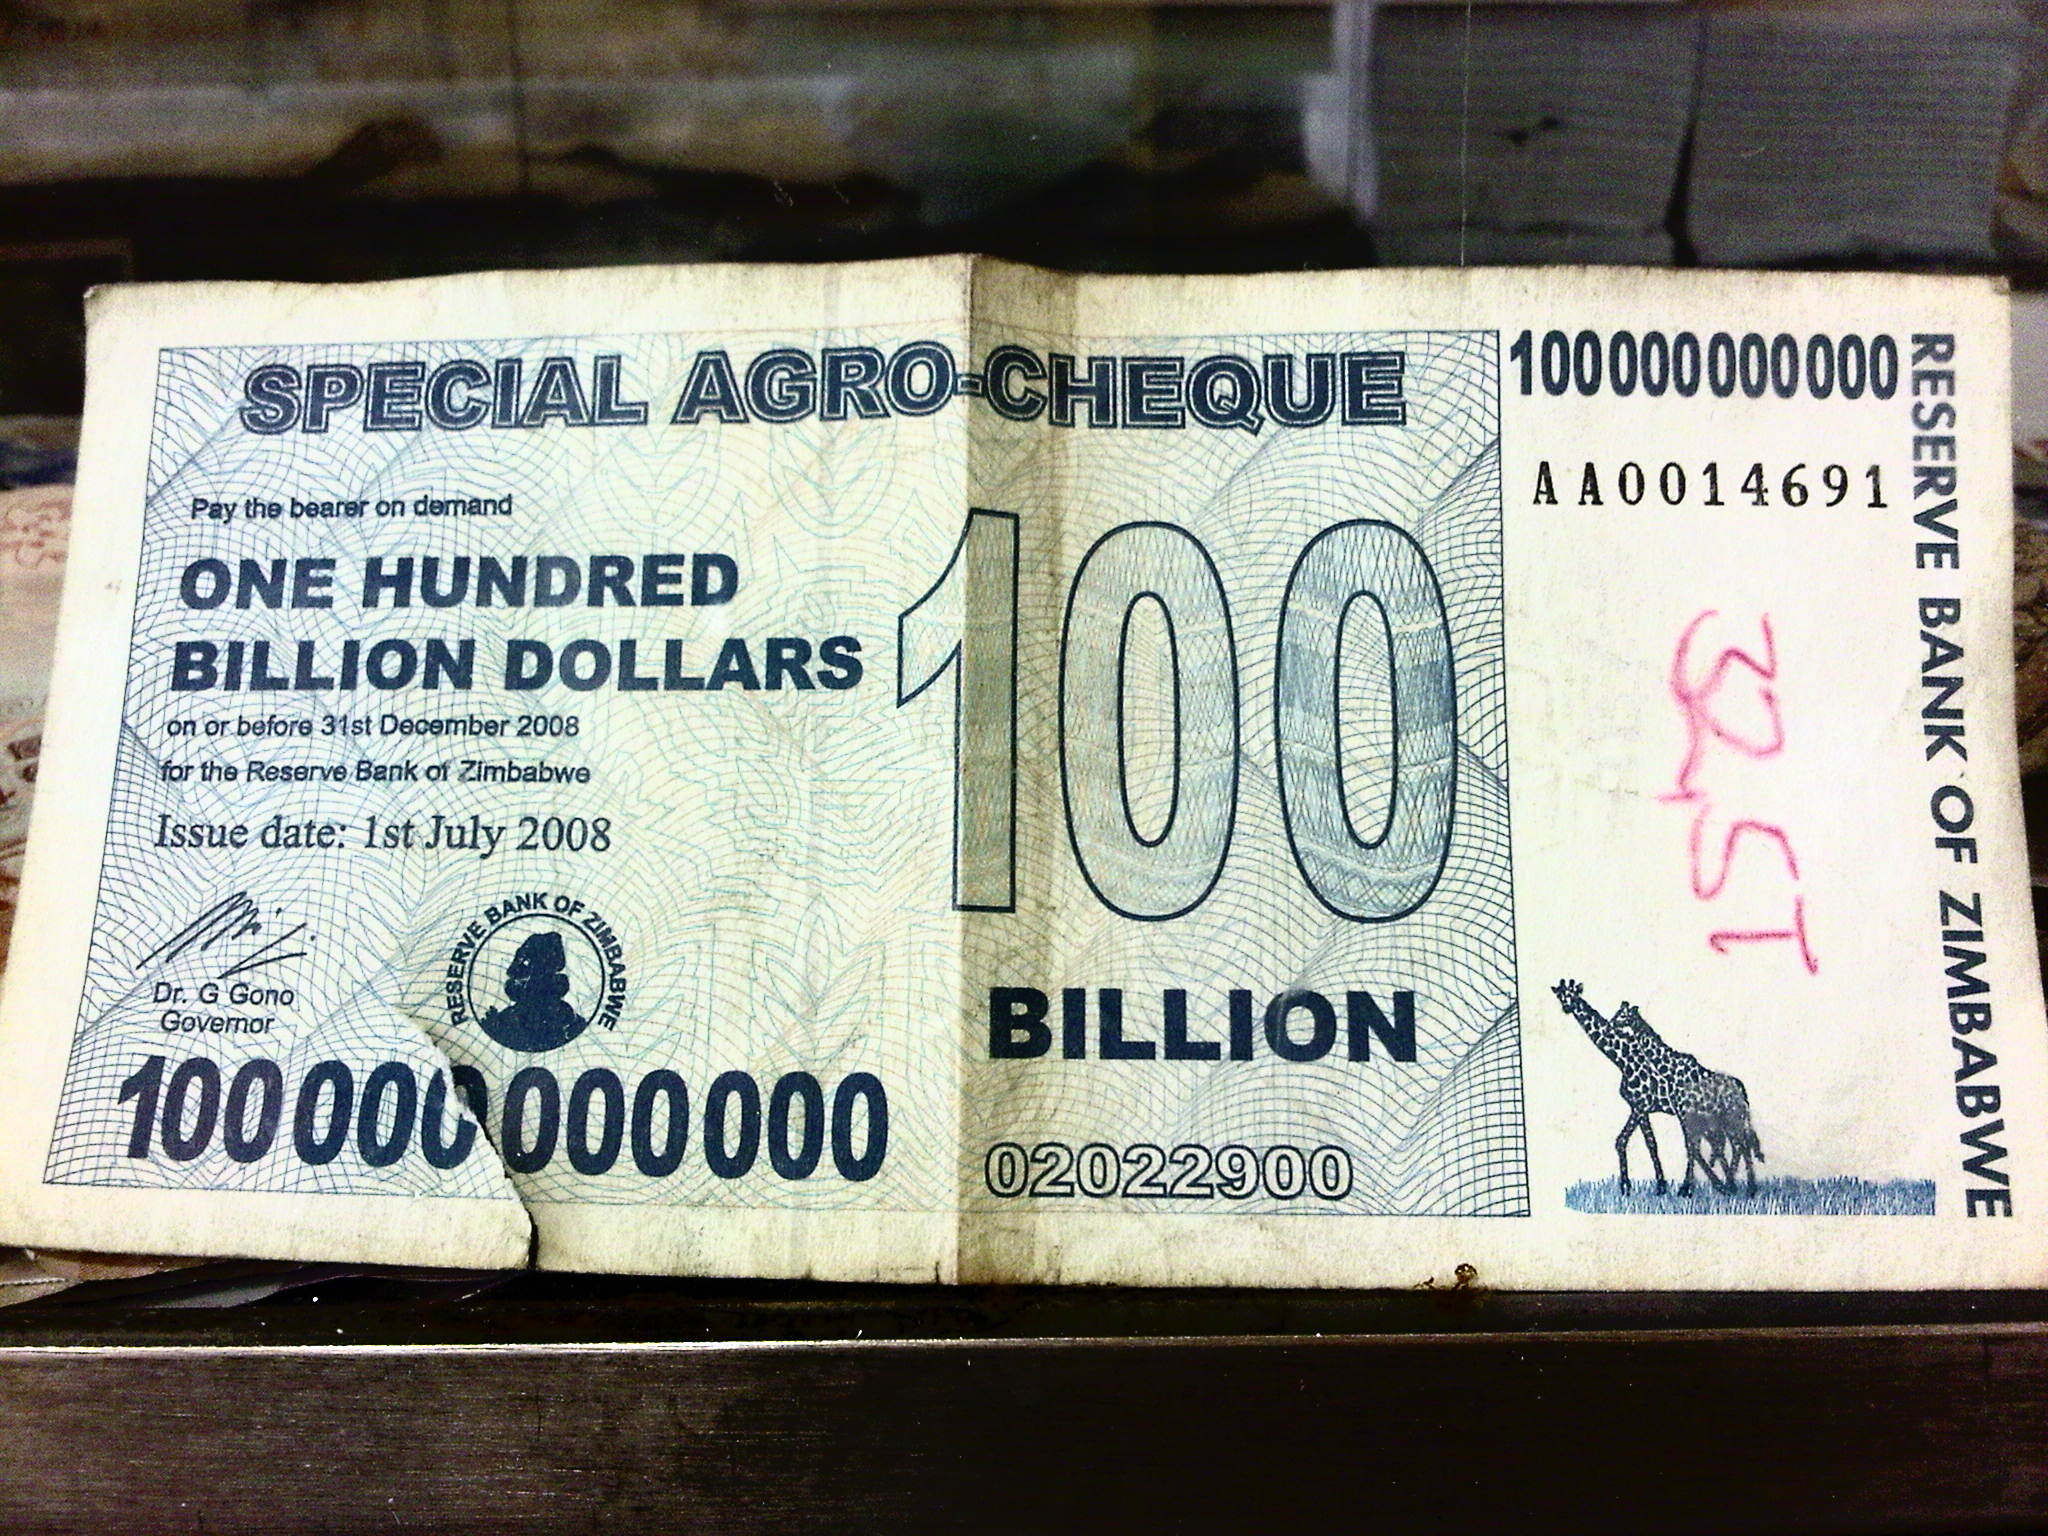 SPECIAL AGRO-CHEQUE
100000000000
AA0014691
RESERVE BANK OF ZIMBABWE
Pay the bearer on demand
ONE HUNDRED
BILLION DOLLARS
on or before 31st December 2008
for the Reserve Bank of Zimbabwe
Issue date: 1st July 2008
100
BILLION
02022900
Dr. G Gono
Governor
RESERVE BANK OF ZIMBABWE
100000000000